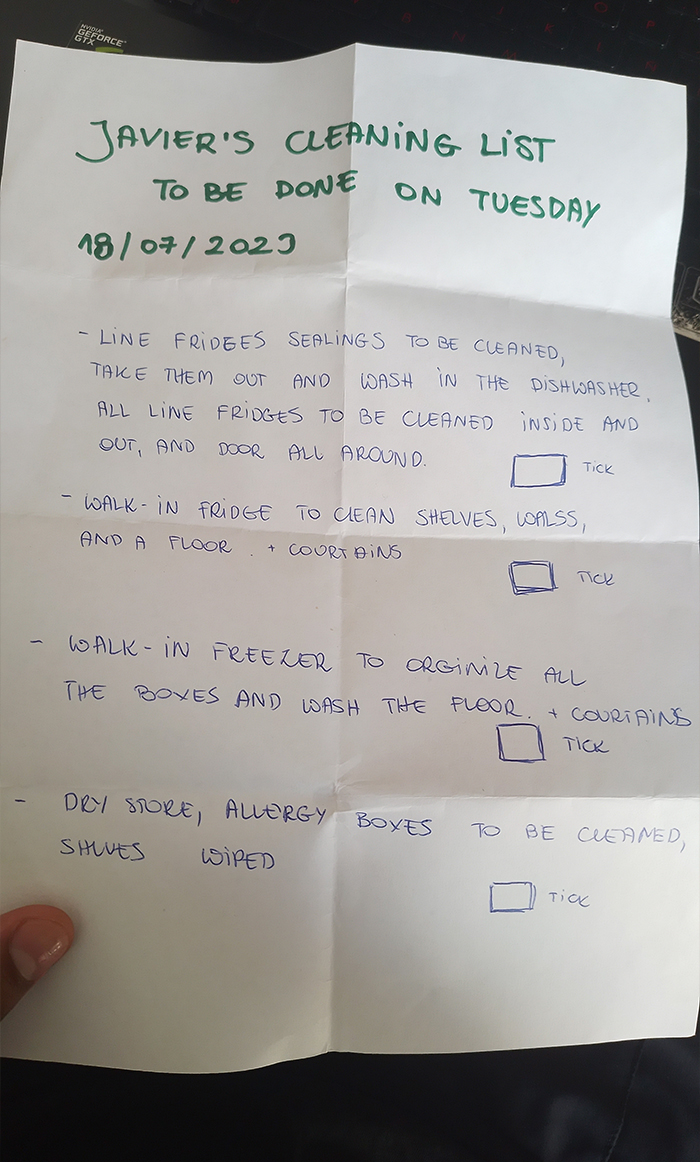 NVIDIA
GEFORCE
GTX
JAVIER'S CLEANING LIST
TO BE DONE ON TUESDAY
18/07/2023
- LINE FRIDEES SEALINGS TO BE CLEANED,
TAKE THEM OUT AND WASH IN THE DISHWASHER.
ALL LINE FRIDGES TO BE CLEANED INSIDE AND
OUT, AND DOOR ALL AROUND.
TICK
- WALK-IN FRIDGE TO CLEAN SHELVES, WALSS,
AND A FLOOR. + COURTAINS
TICK
- WALK-IN FREEZER TO ORGINIZE ALL
THE BOXES AND WASH THE FLOOR. + COURTAINS
TICK
- DRY STORE, ALLERGY BOXES TO BE CLEANED,
SHLVES WIPED
TICK